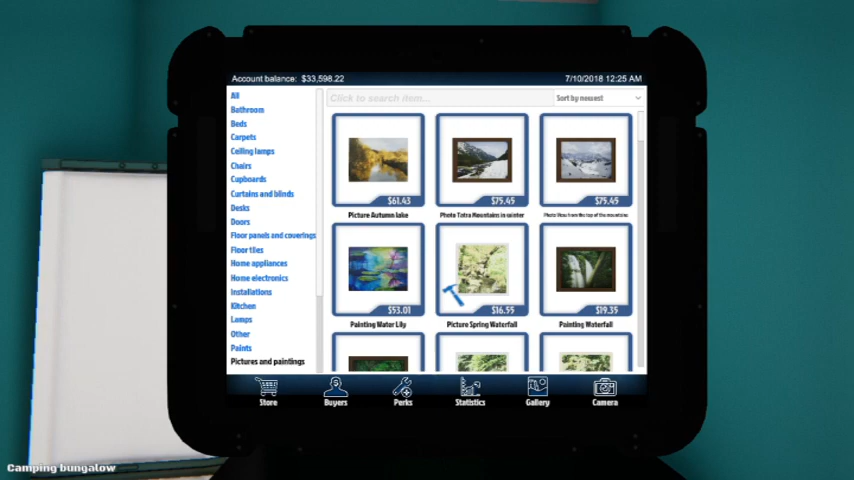 Account balance: $33,598.22
7/10/2018 12:25 AM
Click to search item...
Sort by newest
All
Bathroom
Beds
Carpets
Ceiling lamps
Chairs
Cupboards
Curtains and blinds
Desks
Doors
Floor panels and coverings
Floor tiles
Home appliances
Home electronics
Installations
Kitchen
Lamps
Other
Paints
Pictures and paintings
$61.43
$75.45
$75.45
Picture Autumn lake
Photo Tatra Mountains in winter
Photo View from the top of the mountains
$53.01
$16.55
$19.35
Painting Water Lily
Picture Spring Waterfall
Painting Waterfall
Store
Buyers
Perks
Statistics
Gallery
Camera
Camping bungalow